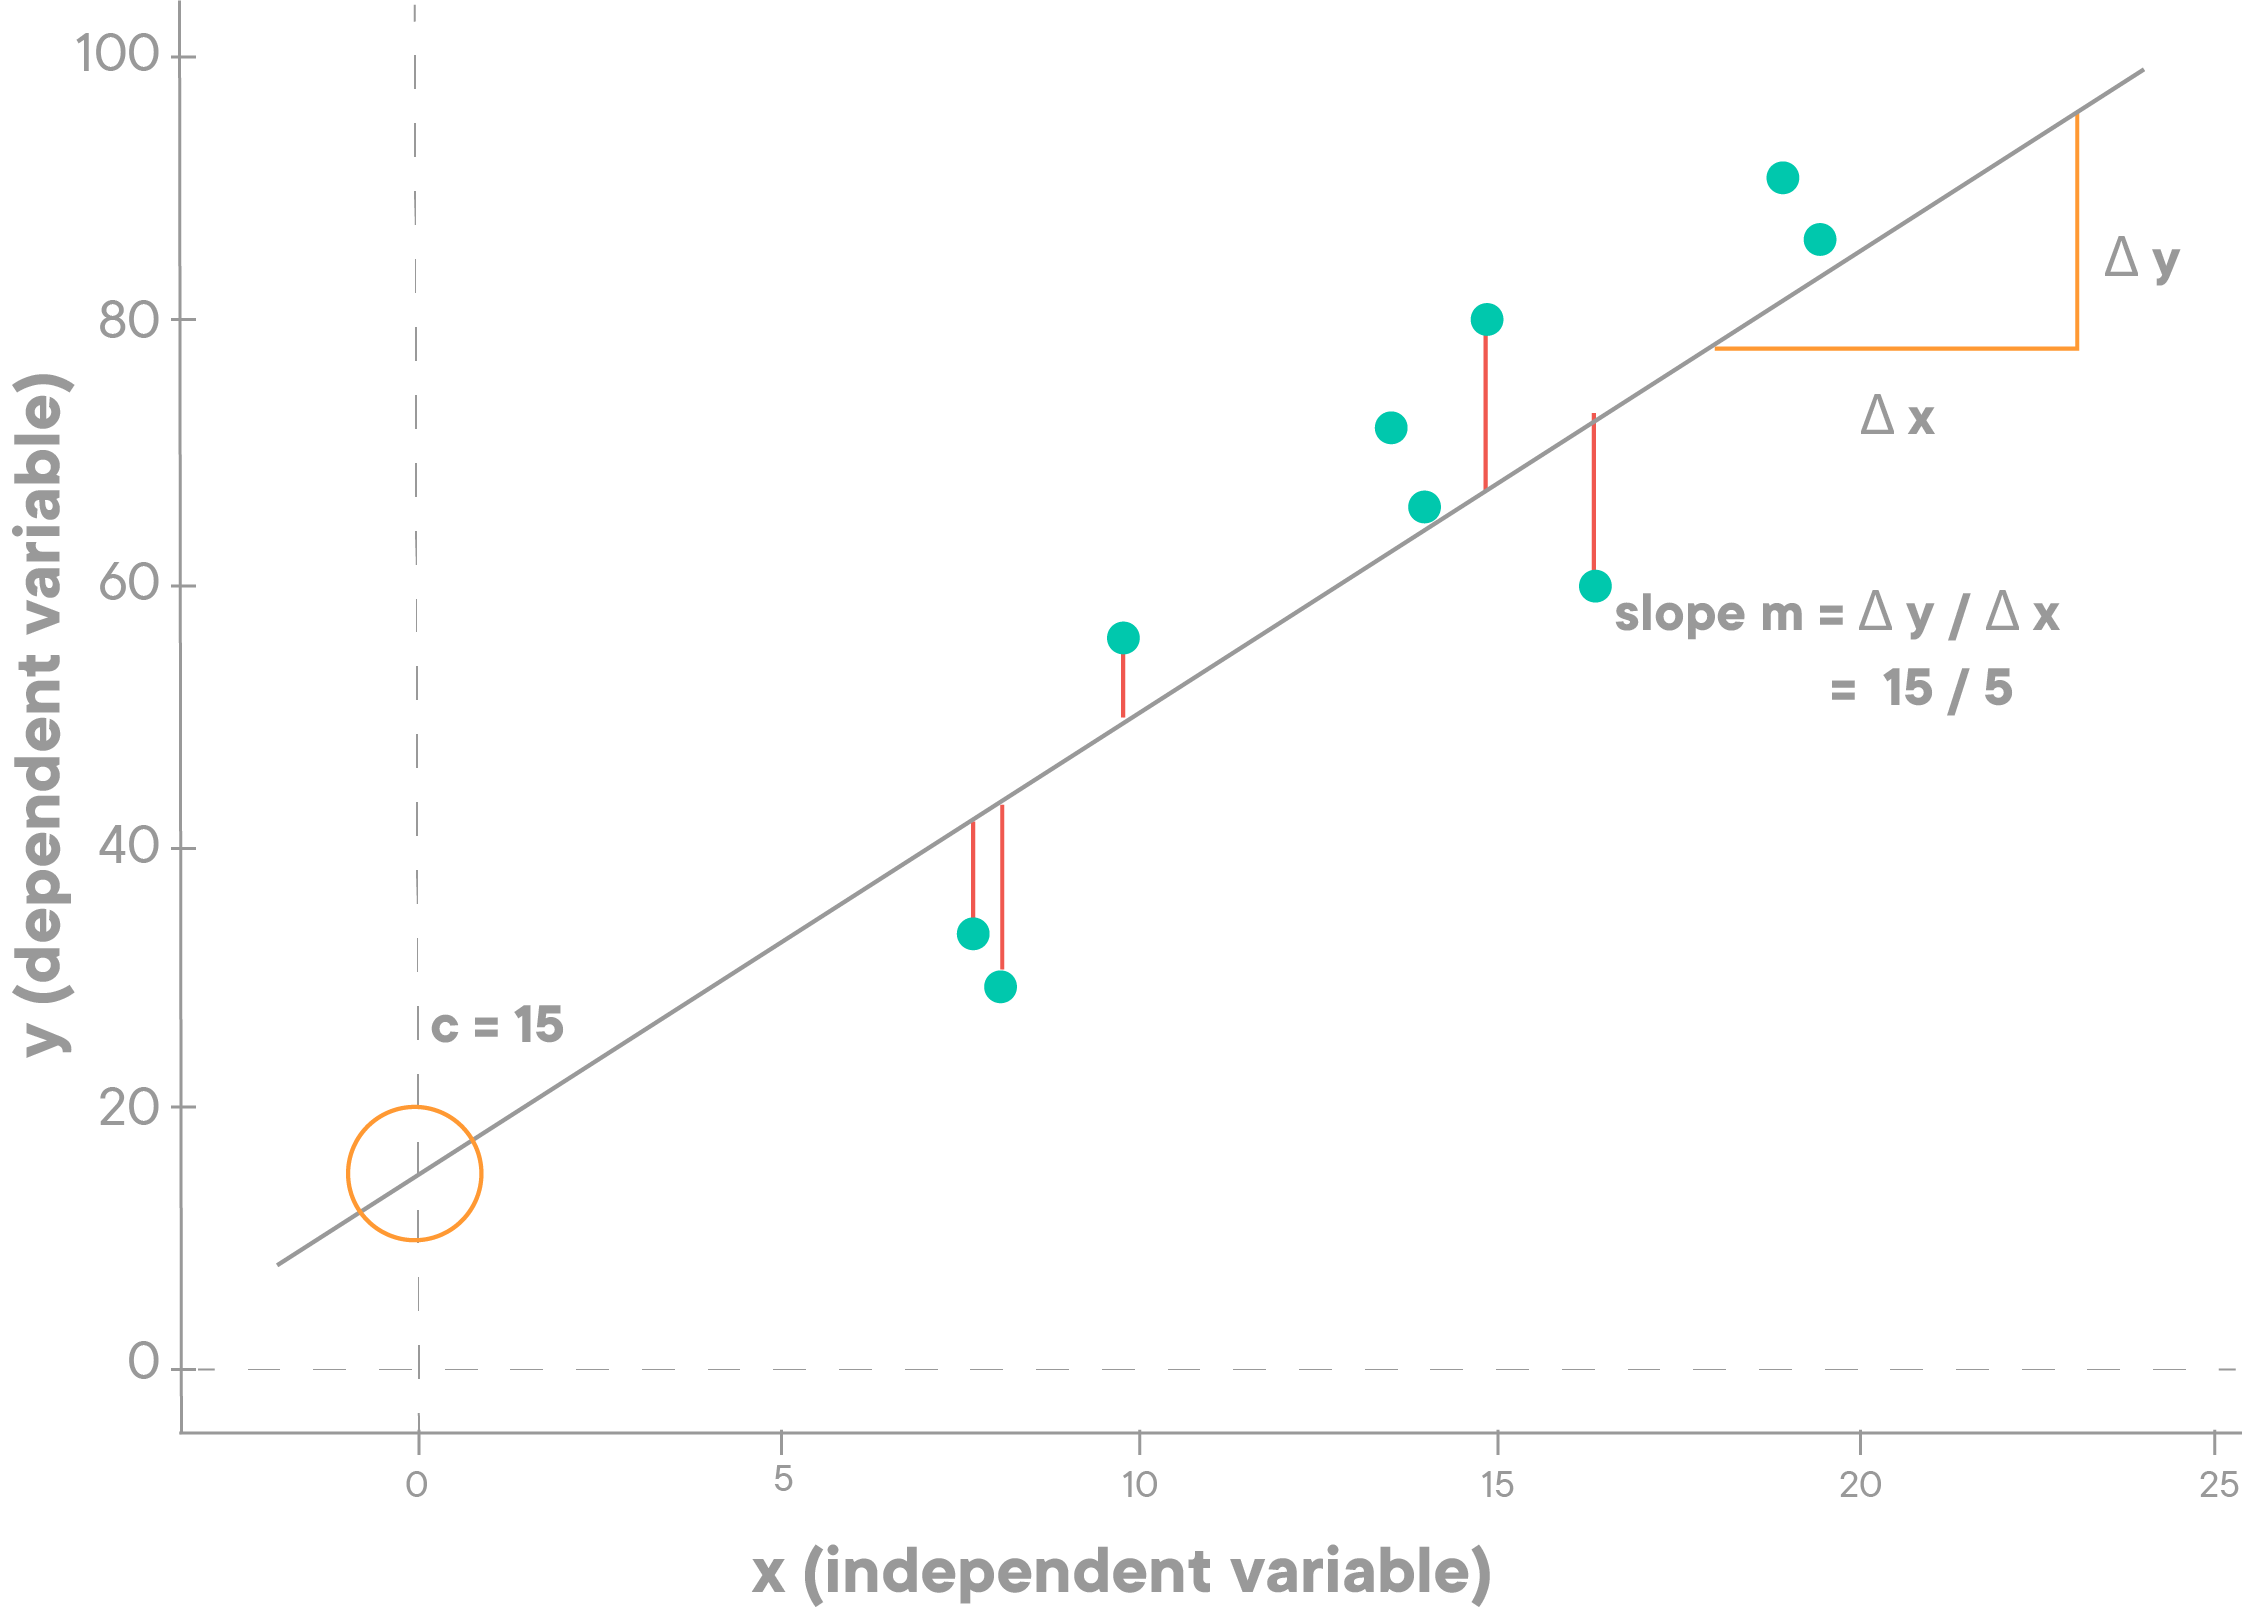 100
80
60
40
20
0
y (dependent variable)
c = 15
Δ y
Δ x
slope m = Δ y / Δ x
= 15 / 5
0
5
10
15
20
25
x (independent variable)